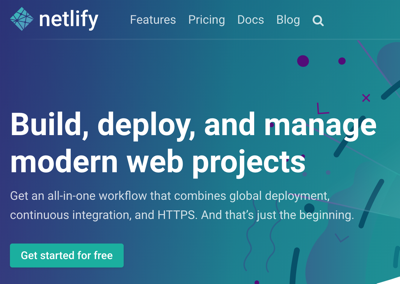 netlify Features Pricing Docs Blog
Build, deploy, and manage
modern web projects
Get an all-in-one workflow that combines global deployment,
continuous integration, and HTTPS. And that's just the beginning.
Get started for free